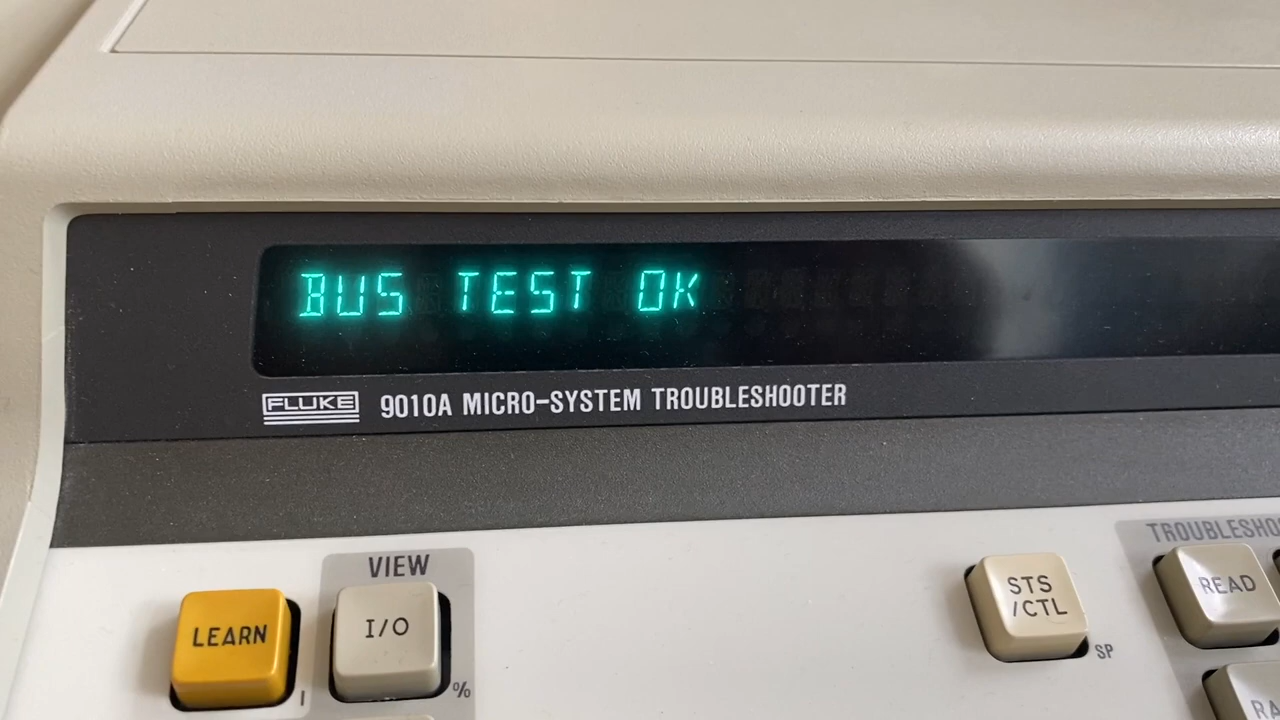 BUS TEST OK
FLUKE 9010A MICRO-SYSTEM TROUBLESHOOTER
VIEW
LEARN
I/O
%
STS
/CTL
SP
READ